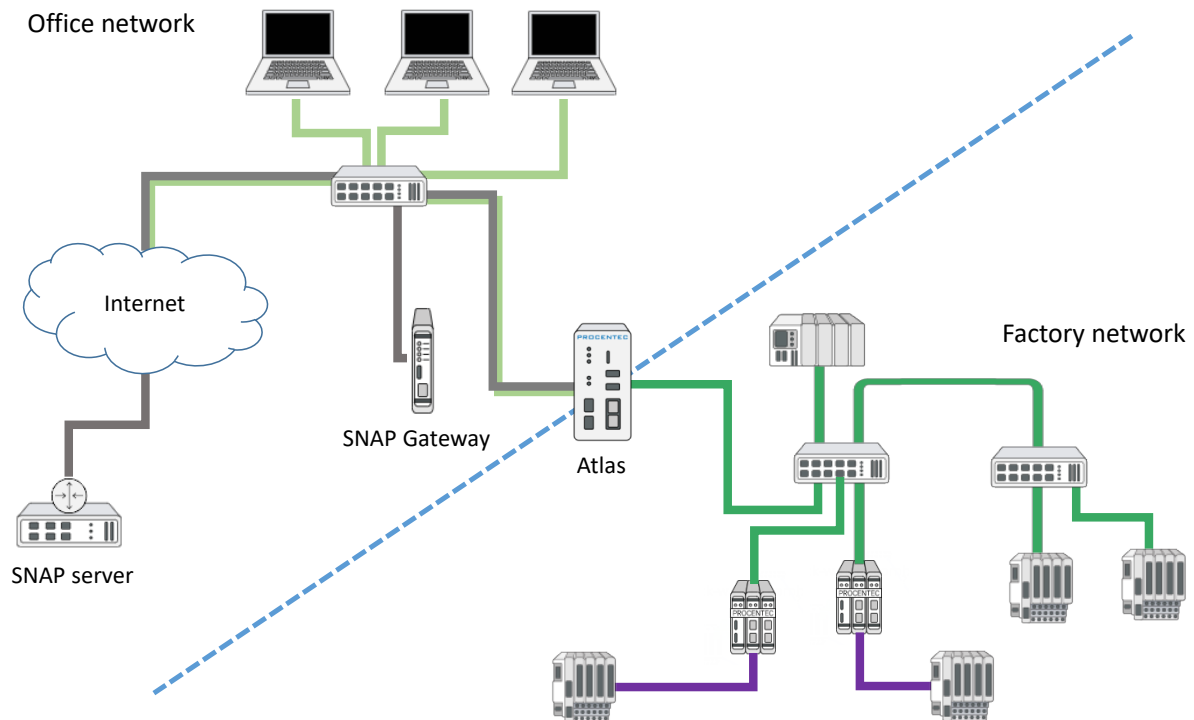 Office network
Internet
PROCENTEC
Factory network
SNAP Gateway
Atlas
SNAP server
PROCENTEC
PROCENTEC